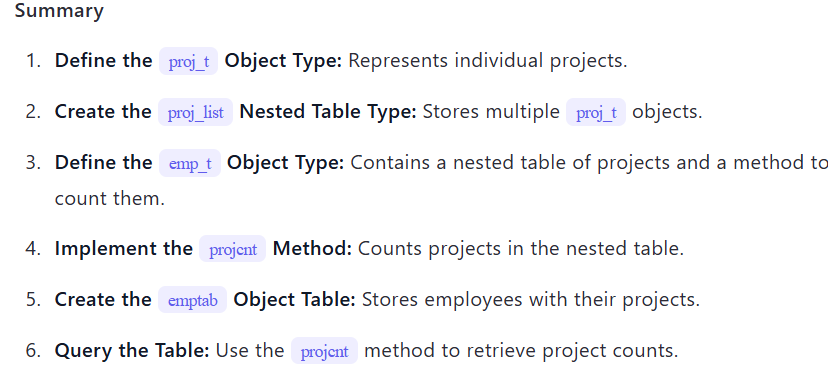 Summary
1. Define the proj_t Object Type: Represents individual projects.
2. Create the proj_list Nested Table Type: Stores multiple proj_t objects.
3. Define the emp_t Object Type: Contains a nested table of projects and a method to
count them.
4. Implement the projcnt Method: Counts projects in the nested table.
5. Create the emptab Object Table: Stores employees with their projects.
6. Query the Table: Use the projcnt method to retrieve project counts.